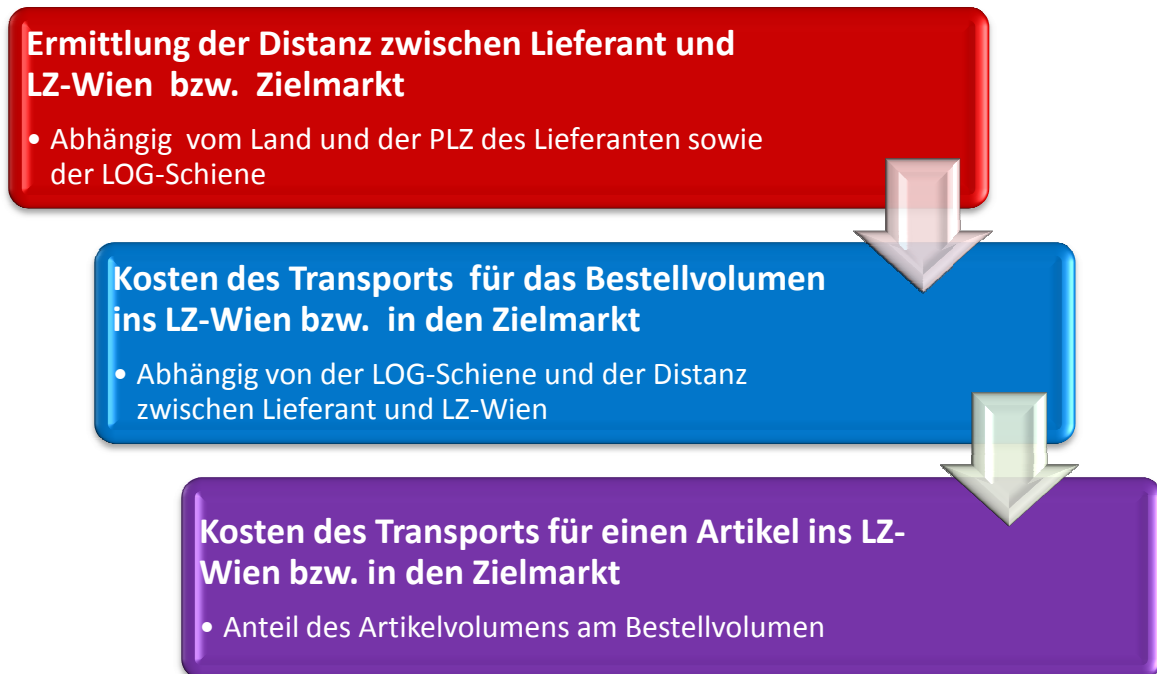 Ermittlung der Distanz zwischen Lieferant und
LZ-Wien bzw. Zielmarkt
• Abhängig vom Land und der PLZ des Lieferanten sowie
der LOG-Schiene
Kosten des Transports für das Bestellvolumen
ins LZ-Wien bzw. in den Zielmarkt
• Abhängig von der LOG-Schiene und der Distanz
zwischen Lieferant und LZ-Wien
Kosten des Transports für einen Artikel ins LZ-
Wien bzw. in den Zielmarkt
• Anteil des Artikelvolumens am Bestellvolumen